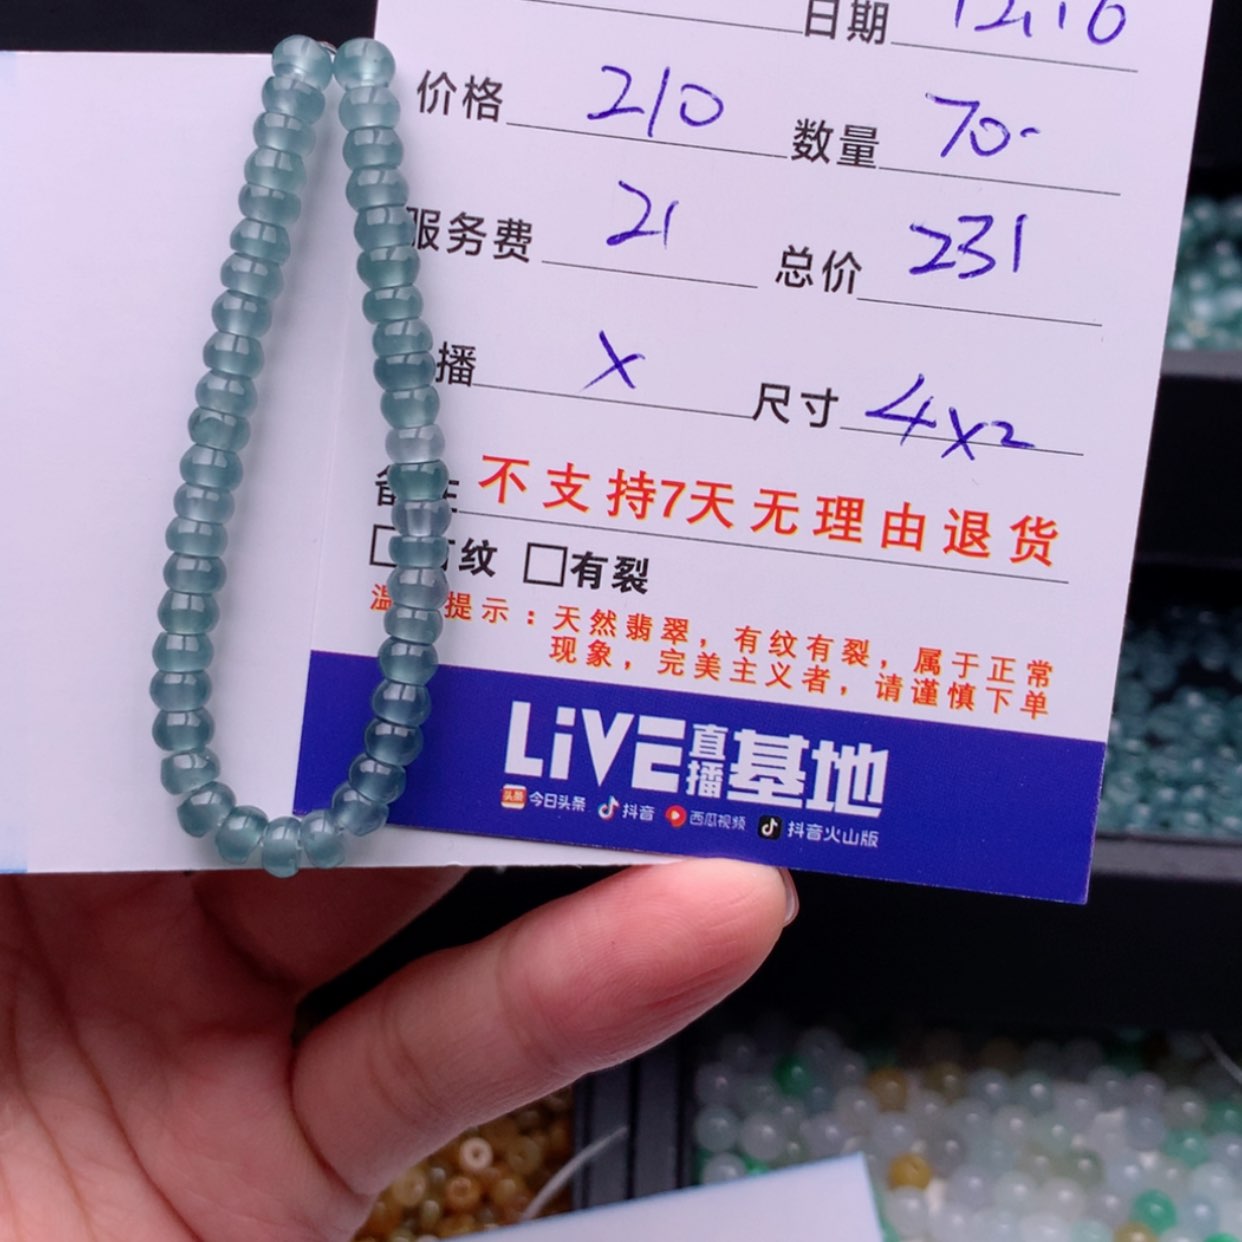 日期 12.16
价格 210 数量 70
服务费 21 总价 231
播 X 尺寸 4x2
不支持7天无理由退货
纹 □有裂
提示：天然翡翠，有纹有裂，属于正常
现象，完美主义者，请谨慎下单
LiVE直播基地
头条 今日头条 抖音 西瓜视频 抖音火山版